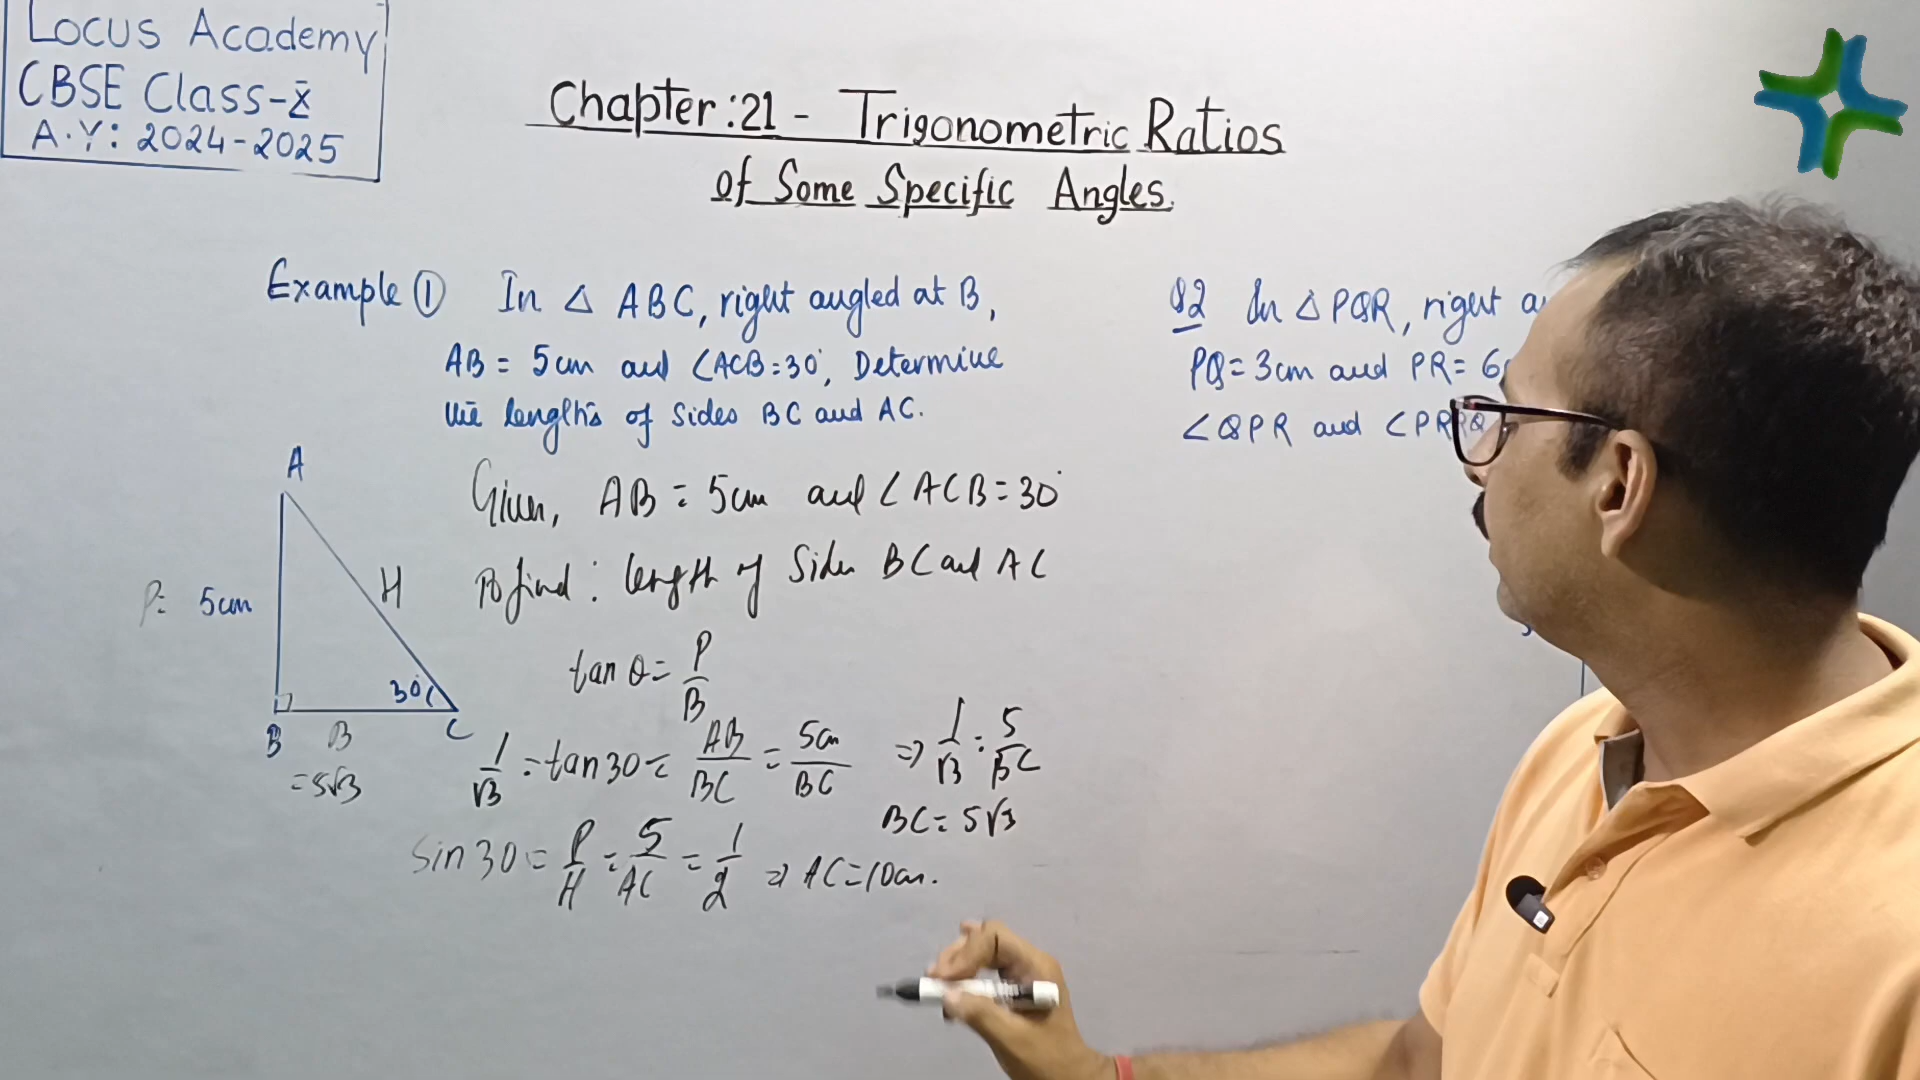 Locus Academy
CBSE Class-X
A.Y: 2024-2025
Chapter:21 - Trigonometric Ratios
of Some Specific Angles.
Example ① In △ ABC, right angled at B,
AB = 5cm and ∠ACB=30°, Determine
the lengths of sides BC and AC.
A
P= 5cm
H
30°
B
B
C
=5√3
Given, AB = 5cm and ∠ACB=30°
To find: length of Sides BC and AC
tan θ = P/B
1/√3 = tan 30 = AB/BC = 5cm/BC ⇒ 1/√3 = 5/BC
BC = 5√3
Sin 30 = P/H = 5/AC = 1/2 ⇒ AC=10cm.
Q2 In △PQR, right
PQ=3cm and PR=6
∠QPR and